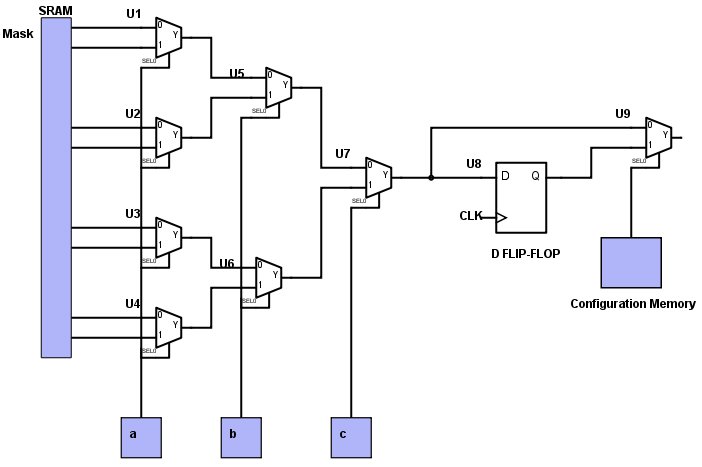 SRAM
Mask
U1
0
1
Y
SEL0
U2
0
1
Y
SEL0
U3
0
1
Y
SEL0
U4
0
1
Y
SEL0
U5
0
1
Y
SEL0
U6
0
1
Y
SEL0
U7
0
1
Y
SEL0
U8
D
Q
CLK
D FLIP-FLOP
U9
0
1
Y
SEL0
Configuration Memory
a
b
c